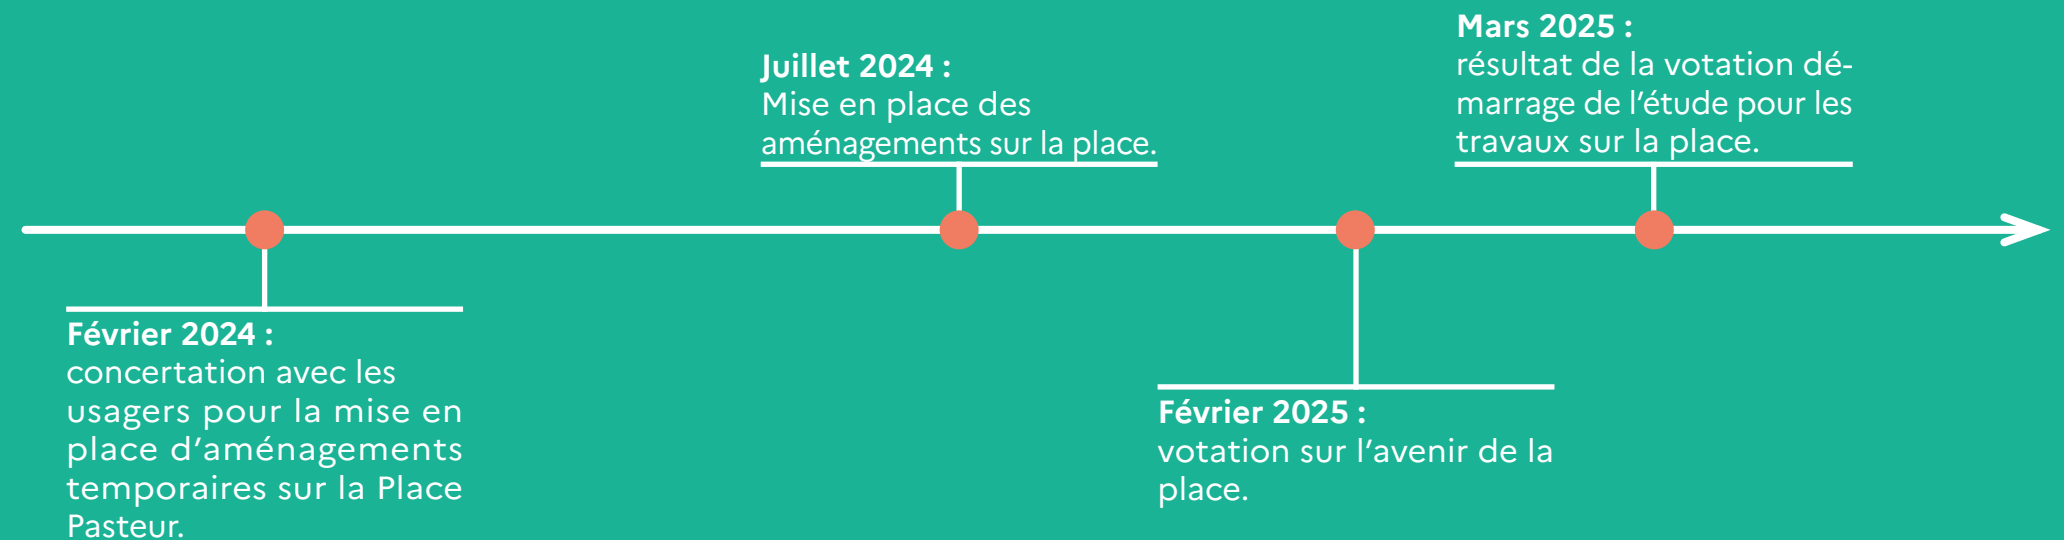 Février 2024 :
concertation avec les
usagers pour la mise en
place d’aménagements
temporaires sur la Place
Pasteur.
Juillet 2024 :
Mise en place des
aménagements sur la place.
Février 2025 :
votation sur l’avenir de la
place.
Mars 2025 :
résultat de la votation dé-
marrage de l’étude pour les
travaux sur la place.